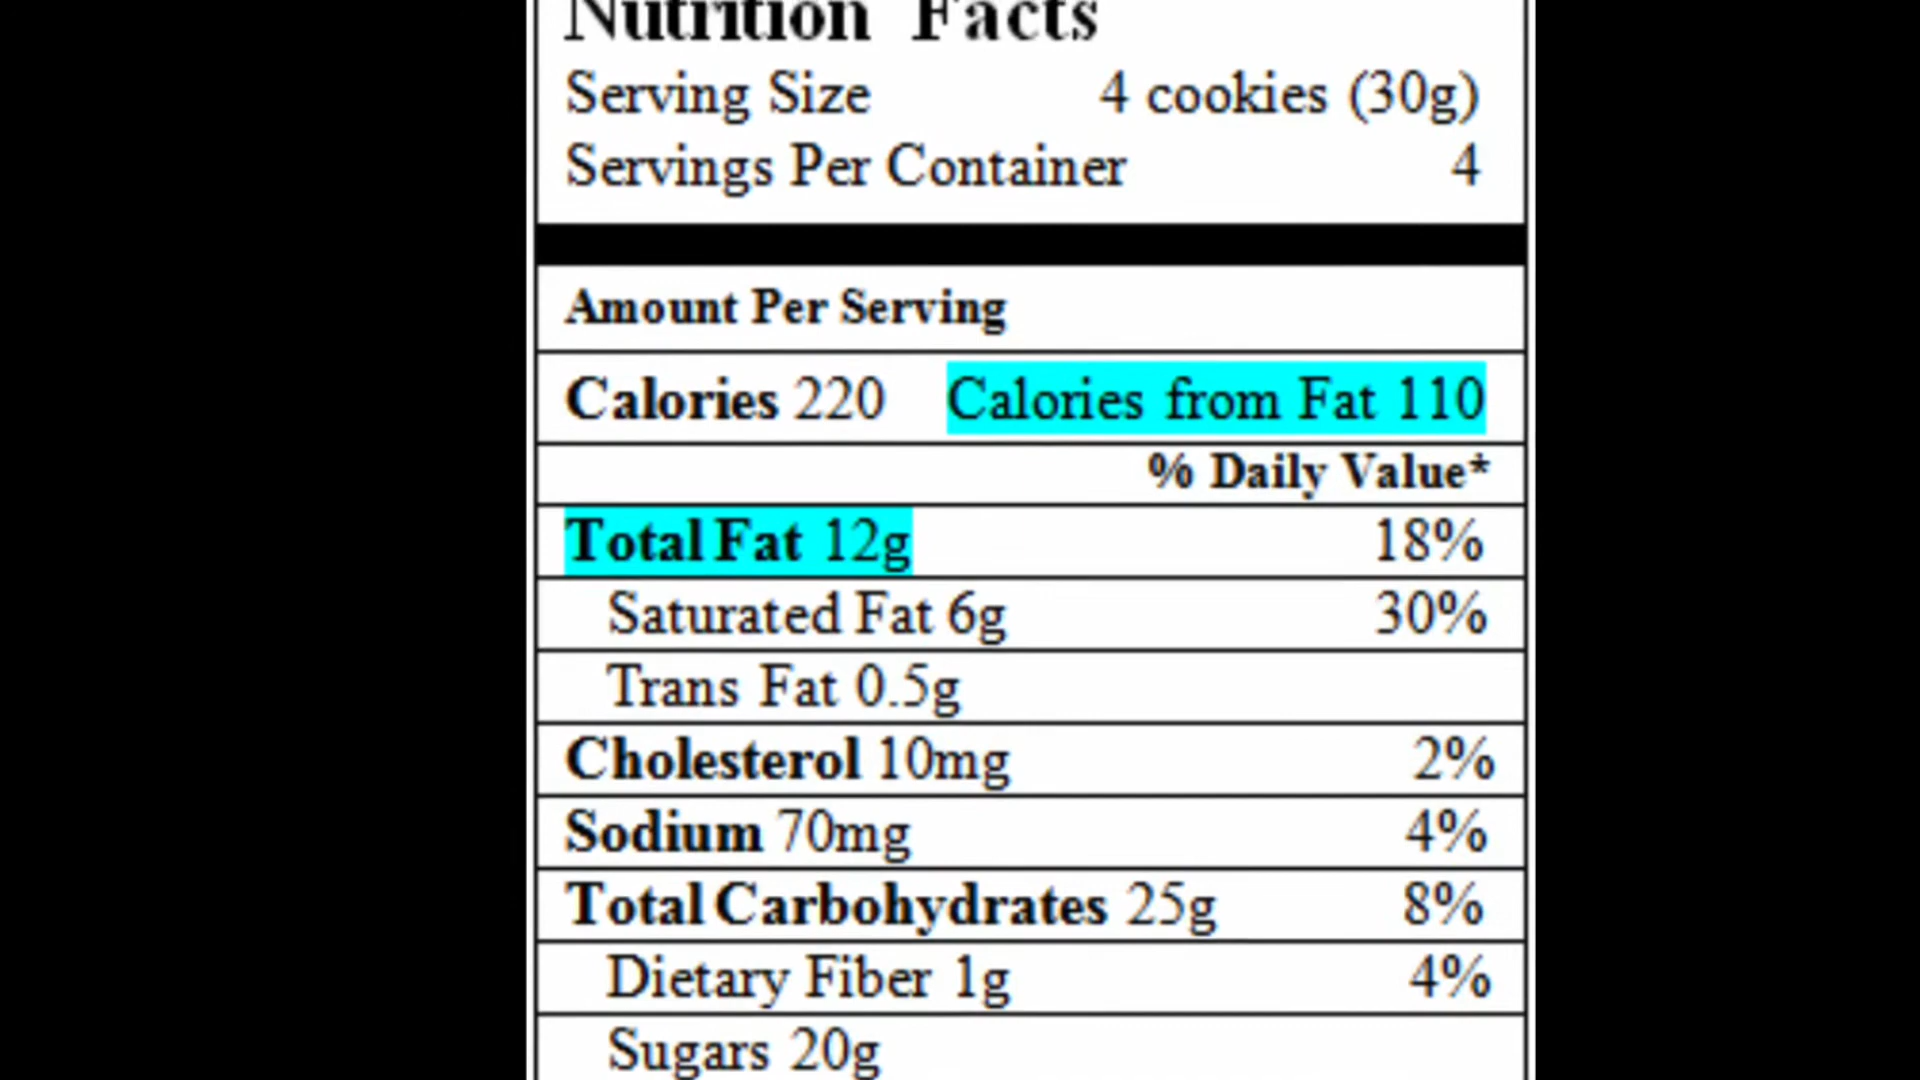 Nutrition Facts
Serving Size 4 cookies (30g)
Servings Per Container 4
Amount Per Serving
Calories 220 Calories from Fat 110
% Daily Value*
Total Fat 12g 18%
Saturated Fat 6g 30%
Trans Fat 0.5g
Cholesterol 10mg 2%
Sodium 70mg 4%
Total Carbohydrates 25g 8%
Dietary Fiber 1g 4%
Sugars 20g